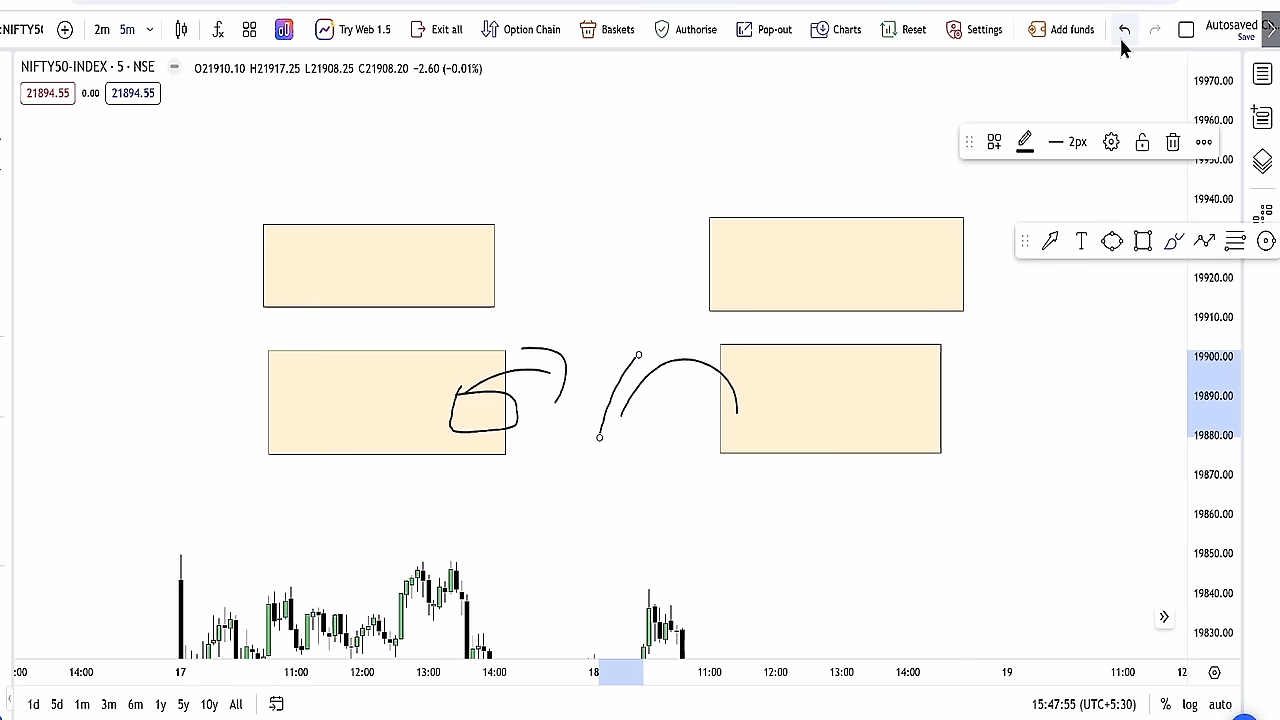 :NIFTY50 2m 5m Try Web 1.5 Exit all Option Chain Baskets Authorise Pop-out Charts Reset Settings Add funds Autosaved
Save
NIFTY50-INDEX · 5 · NSE O21910.10 H21917.25 L21908.25 C21908.20 −2.60 (−0.01%)
21894.55 0.00 21894.55
19970.00
19960.00
2px
19950.00
19940.00
19920.00
19910.00
19900.00
19890.00
19880.00
19870.00
19860.00
19850.00
19840.00
19830.00
:00 14:00 17 11:00 12:00 13:00 14:00 18 11:00 12:00 13:00 14:00 19 11:00 12
1d 5d 1m 3m 6m 1y 5y 10y All 15:47:55 (UTC+5:30) % log auto